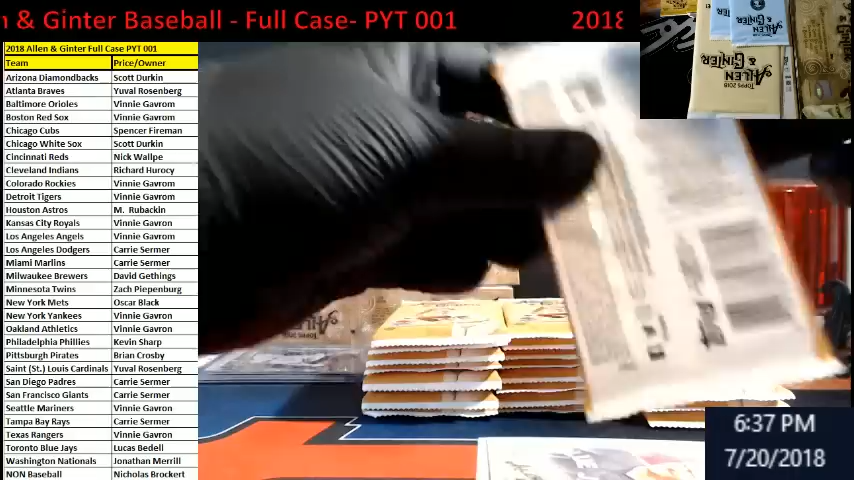 n & Ginter Baseball - Full Case- PYT 001 2018
2018 Allen & Ginter Full Case PYT 001
Team Price/Owner
Arizona Diamondbacks Scott Durkin
Atlanta Braves Yuval Rosenberg
Baltimore Orioles Vinnie Gavrom
Boston Red Sox Vinnie Gavrom
Chicago Cubs Spencer Fireman
Chicago White Sox Scott Durkin
Cincinnati Reds Nick Wallpe
Cleveland Indians Richard Hurocy
Colorado Rockies Vinnie Gavrom
Detroit Tigers Vinnie Gavrom
Houston Astros M. Rubackin
Kansas City Royals Vinnie Gavron
Los Angeles Angels Vinnie Gavrom
Los Angeles Dodgers Carrie Sermer
Miami Marlins Carrie Sermer
Milwaukee Brewers David Gethings
Minnesota Twins Zach Piepenburg
New York Mets Oscar Black
New York Yankees Vinnie Gavron
Oakland Athletics Vinnie Gavrom
Philadelphia Phillies Kevin Sharp
Pittsburgh Pirates Brian Crosby
Saint (St.) Louis Cardinals Yuval Rosenberg
San Diego Padres Carrie Sermer
San Francisco Giants Carrie Sermer
Seattle Mariners Vinnie Gavron
Tampa Bay Rays Carrie Sermer
Texas Rangers Vinnie Gavron
Toronto Blue Jays Lucas Bedell
Washington Nationals Jonathan Merrill
NON Baseball Nicholas Brockert
ALLEN
& GINTER
TOPPS 2018
ALLEN
& GINTER
6:37 PM
7/20/2018